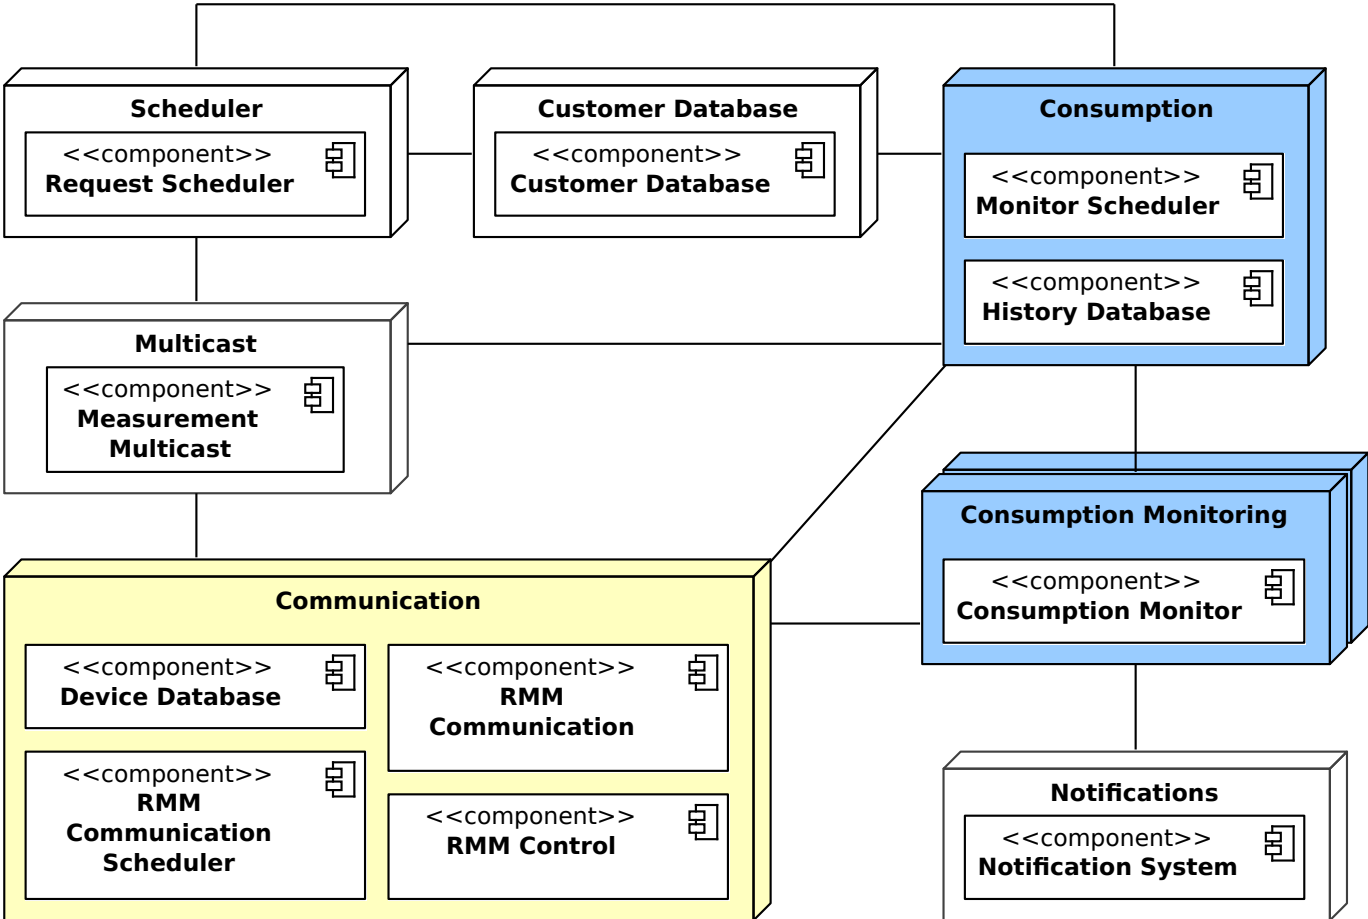 Scheduler
<<component>>
Request Scheduler
Customer Database
<<component>>
Customer Database
Consumption
<<component>>
Monitor Scheduler
<<component>>
History Database
Multicast
<<component>>
Measurement
Multicast
Consumption Monitoring
<<component>>
Consumption Monitor
Communication
<<component>>
Device Database
<<component>>
RMM
Communication
<<component>>
RMM
Communication
Scheduler
<<component>>
RMM Control
Notifications
<<component>>
Notification System